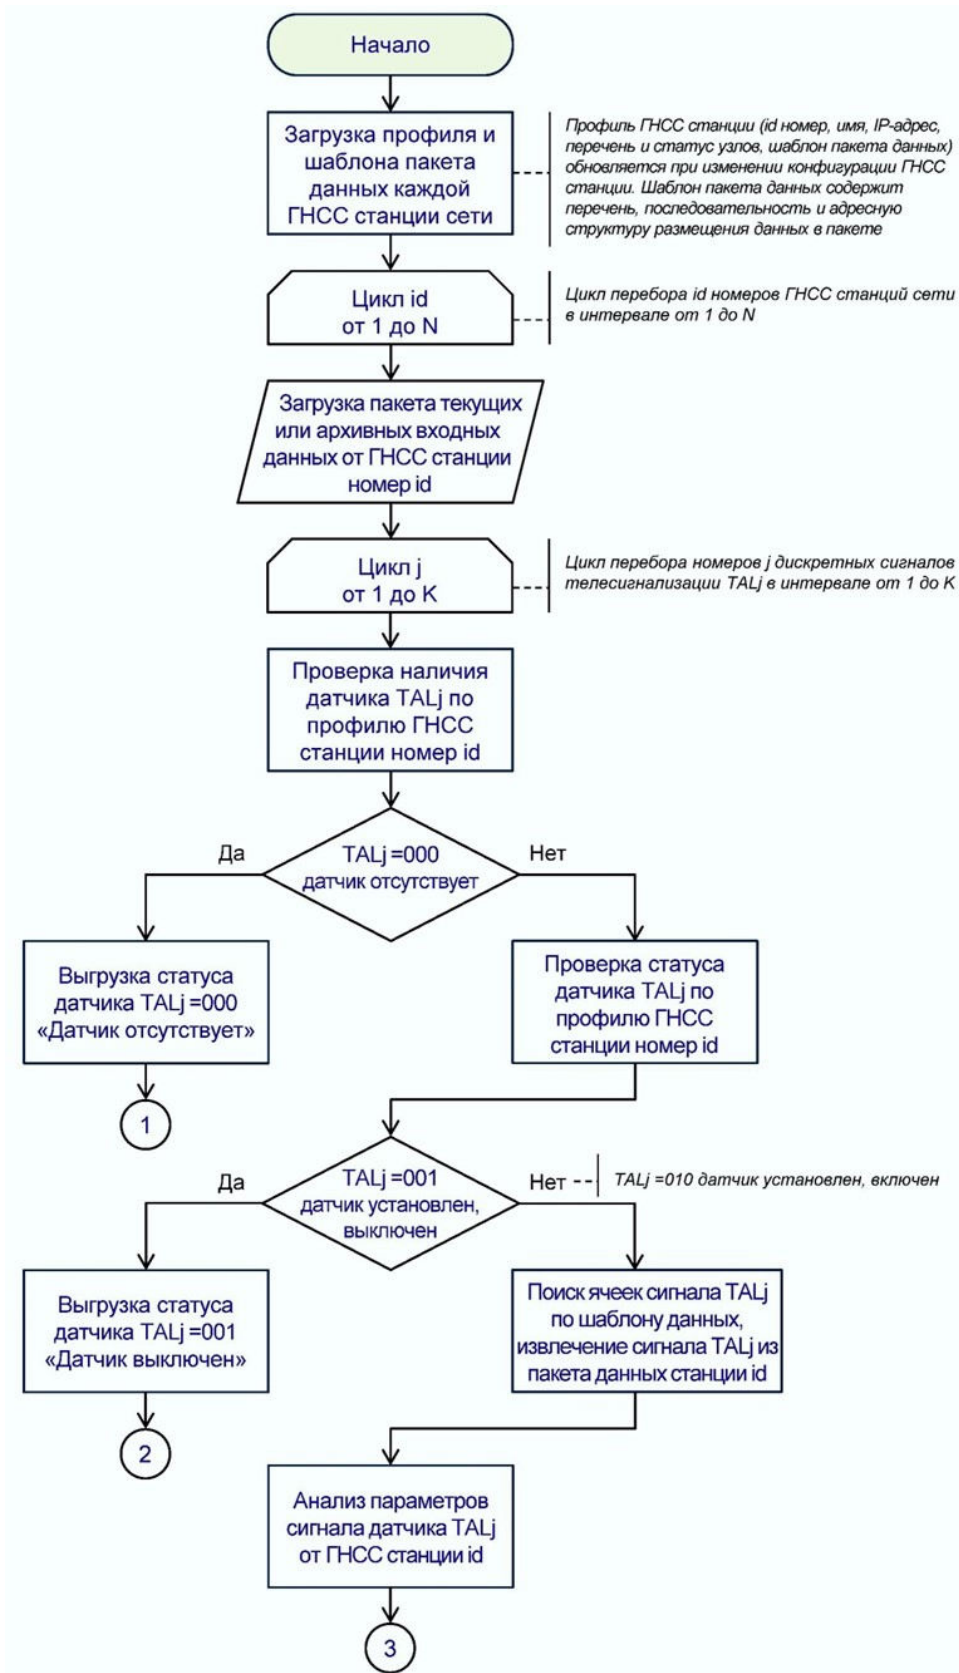 Начало
Загрузка профиля и
шаблона пакета
данных каждой
ГНСС станции сети
Профиль ГНСС станции (id номер, имя, IP-адрес,
перечень и статус узлов, шаблон пакета данных)
обновляется при изменении конфигурации ГНСС
станции. Шаблон пакета данных содержит
перечень, последовательность и адресную
структуру размещения данных в пакете
Цикл id
от 1 до N
Цикл перебора id номеров ГНСС станций сети
в интервале от 1 до N
Загрузка пакета текущих
или архивных входных
данных от ГНСС станции
номер id
Цикл j
от 1 до K
Цикл перебора номеров j дискретных сигналов
телесигнализации TALj в интервале от 1 до K
Проверка наличия
датчика TALj по
профилю ГНСС
станции номер id
Да
TALj =000
датчик отсутствует
Нет
Выгрузка статуса
датчика TALj =000
«Датчик отсутствует»
Проверка статуса
датчика TALj по
профилю ГНСС
станции номер id
1
Да
TALj =001
датчик установлен,
выключен
Нет
TALj =010 датчик установлен, включен
Выгрузка статуса
датчика TALj =001
«Датчик выключен»
Поиск ячеек сигнала TALj
по шаблону данных,
извлечение сигнала TALj из
пакета данных станции id
2
Анализ параметров
сигнала датчика TALj
от ГНСС станции id
3